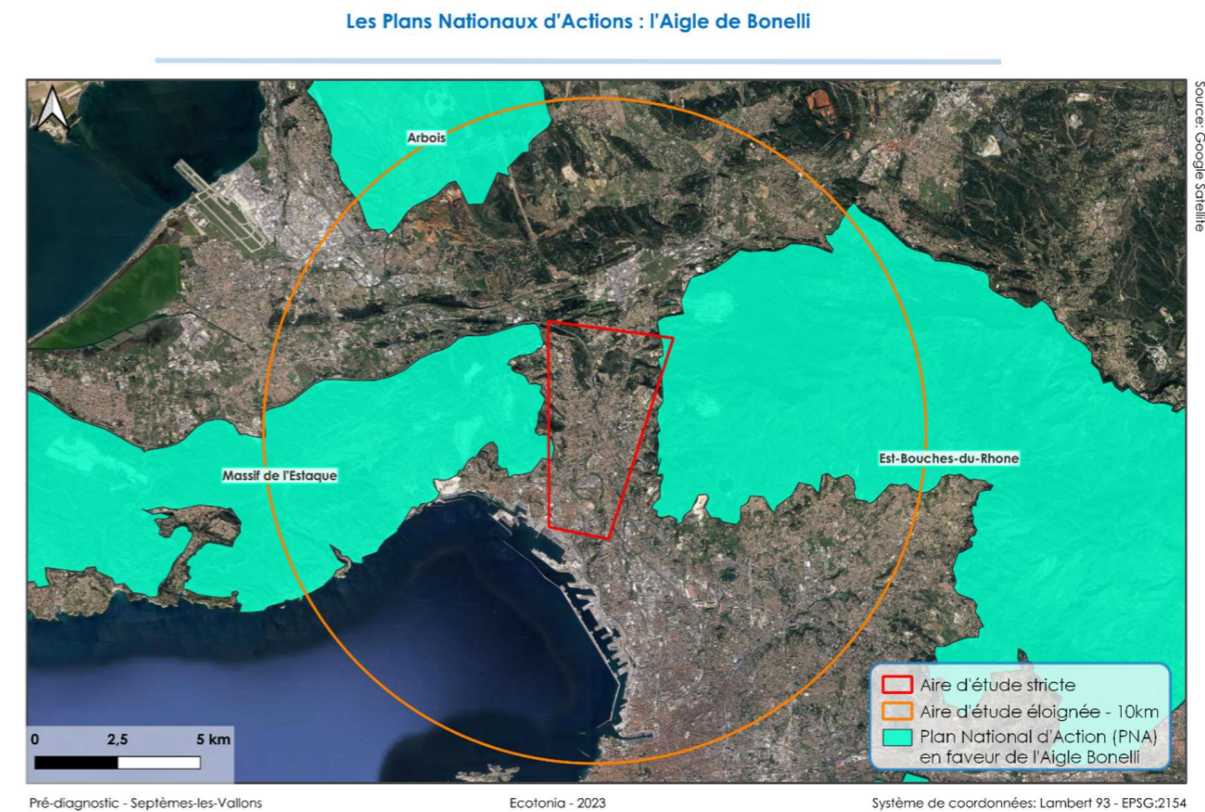 Les Plans Nationaux d'Actions : l'Aigle de Bonelli
Source: Google Satellite
Arbois
Est-Bouches-du-Rhone
Massif de l'Estaque
Aire d'étude stricte
Aire d'étude éloignée - 10km
Plan National d'Action (PNA)
en faveur de l'Aigle Bonelli
0 2,5 5 km
Pré-diagnostic - Septèmes-les-Vallons
Ecotonia - 2023
Système de coordonnées: Lambert 93 - EPSG:2154